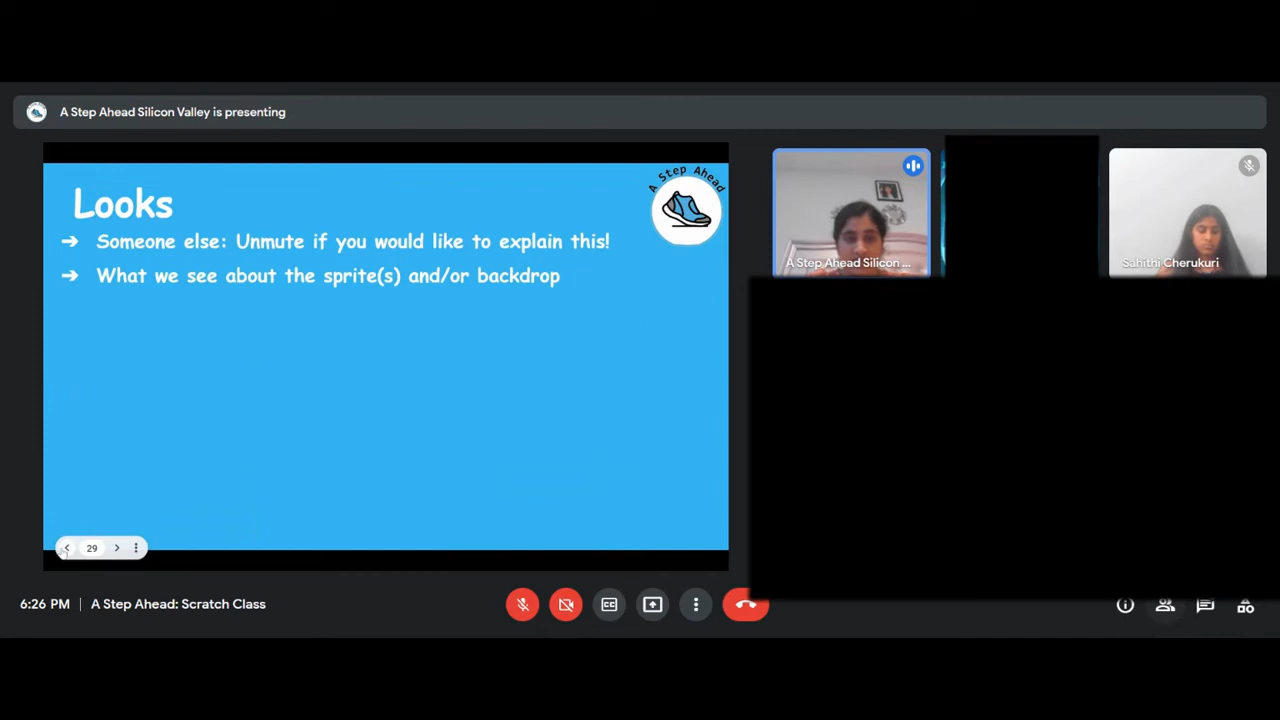 A Step Ahead Silicon Valley is presenting
Looks
A Step Ahead
➔ Someone else: Unmute if you would like to explain this!
➔ What we see about the sprite(s) and/or backdrop
29
A Step Ahead Silicon ...
Sahithi Cherukuri
6:26 PM | A Step Ahead: Scratch Class
CC